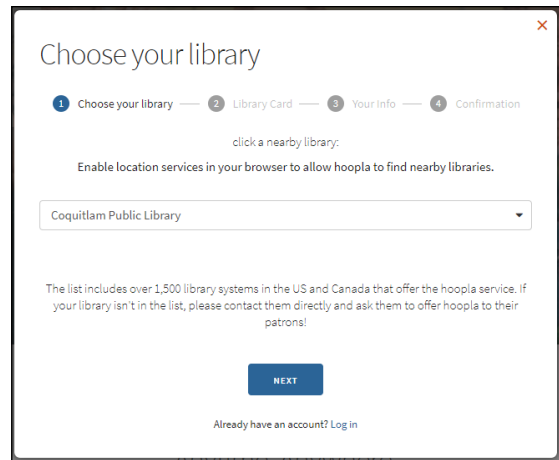 ×
Choose your library
1 Choose your library — 2 Library Card — 3 Your Info — 4 Confirmation
click a nearby library:
Enable location services in your browser to allow hoopla to find nearby libraries.
Coquitlam Public Library
The list includes over 1,500 library systems in the US and Canada that offer the hoopla service. If
your library isn't in the list, please contact them directly and ask them to offer hoopla to their
patrons!
NEXT
Already have an account? Log in